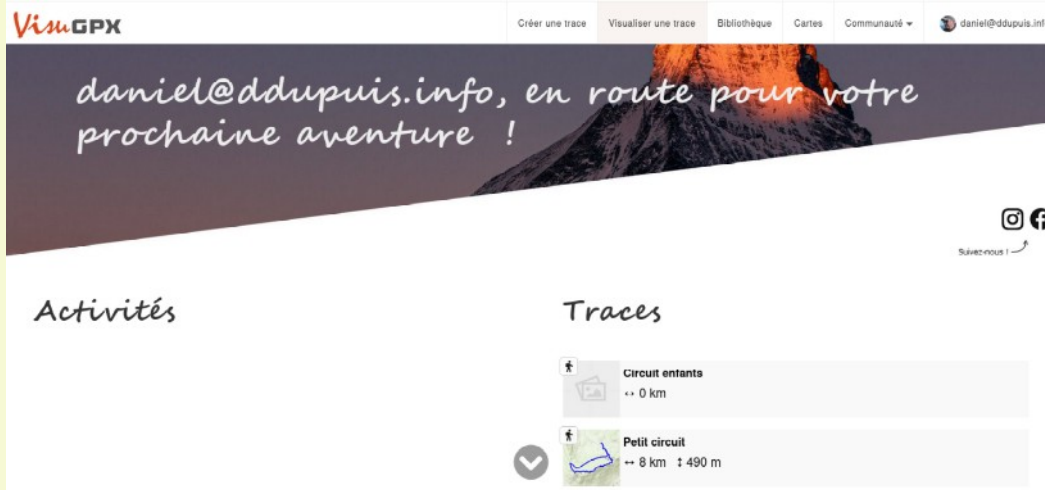 VisuGPX
Créer une trace
Visualiser une trace
Bibliothèque
Cartes
Communauté
daniel@ddupuis.inf
daniel@ddupuis.info, en route pour votre
prochaine aventure !
Suivez-nous !
Activités
Traces
Circuit enfants
↔ 0 km
Petit circuit
↔ 8 km ↕ 490 m